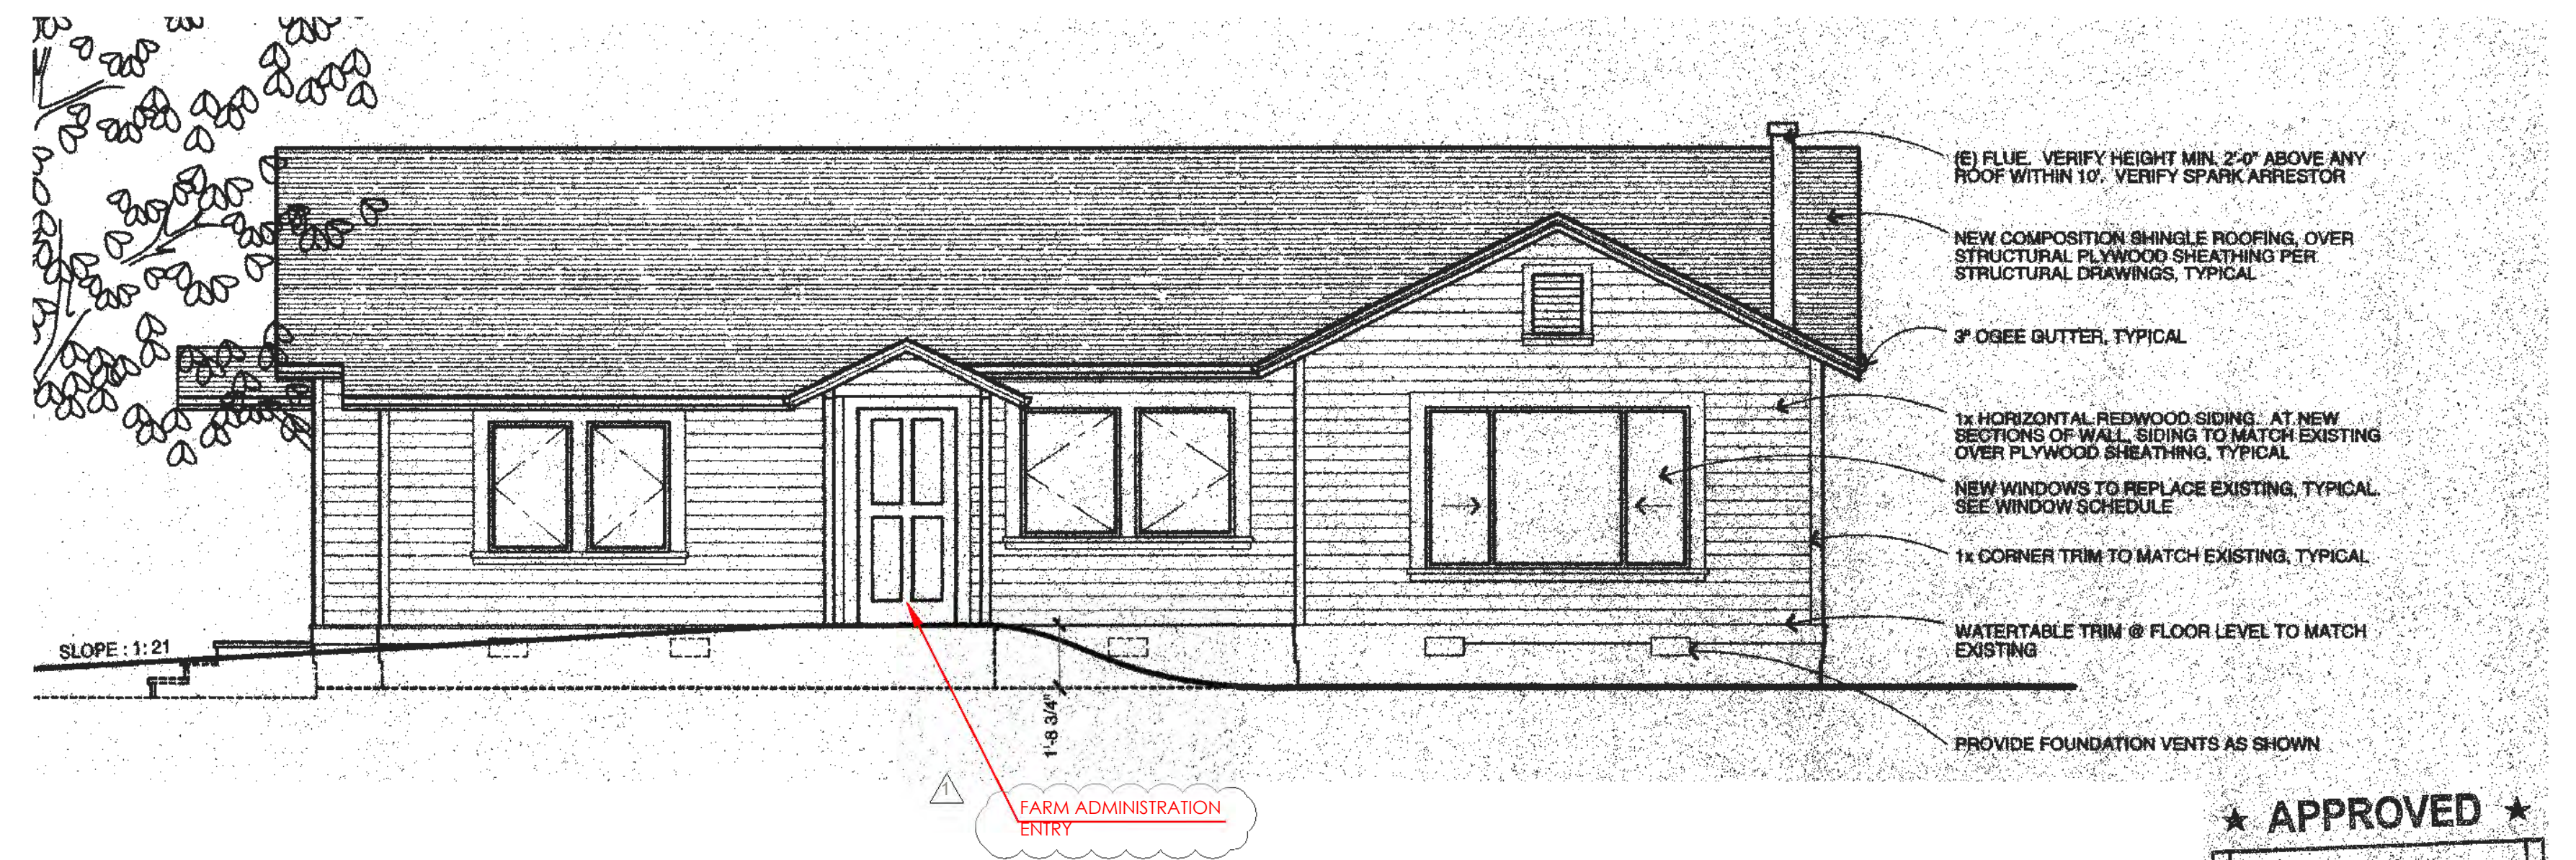 (E) FLUE. VERIFY HEIGHT MIN. 2'-0" ABOVE ANY
ROOF WITHIN 10'. VERIFY SPARK ARRESTOR
NEW COMPOSITION SHINGLE ROOFING, OVER
STRUCTURAL PLYWOOD SHEATHING PER
STRUCTURAL DRAWINGS, TYPICAL
3" OGEE GUTTER, TYPICAL
1x HORIZONTAL REDWOOD SIDING. AT NEW
SECTIONS OF WALL, SIDING TO MATCH EXISTING
OVER PLYWOOD SHEATHING, TYPICAL
NEW WINDOWS TO REPLACE EXISTING, TYPICAL.
SEE WINDOW SCHEDULE
1x CORNER TRIM TO MATCH EXISTING, TYPICAL
WATERTABLE TRIM @ FLOOR LEVEL TO MATCH
EXISTING
PROVIDE FOUNDATION VENTS AS SHOWN
SLOPE : 1: 21
1'-8 3/4"
1
FARM ADMINISTRATION
ENTRY
★ APPROVED ★